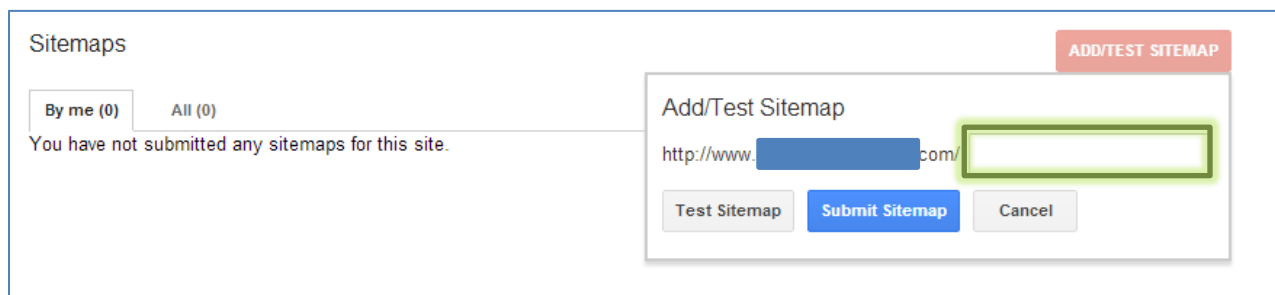 Sitemaps
ADD/TEST SITEMAP
By me (0) All (0)
You have not submitted any sitemaps for this site.
Add/Test Sitemap
http://www. com/
Test Sitemap Submit Sitemap Cancel